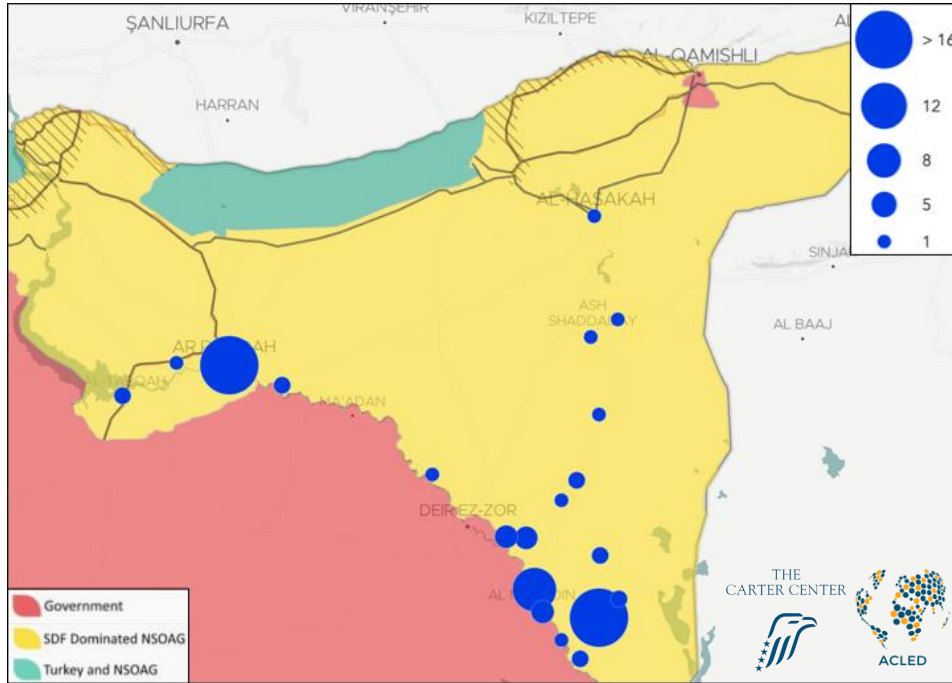 VIRANŞEHIR
KIZILTEPE
ŞANLIURFA
AL-QAMISHLI
HARRAN
AL-HASAKAH
SINJAR
ASH
SHADDADAY
AL BAAJ
MA'ADAN
DEIR EZ-ZOR
> 16
12
8
5
1
Government
SDF Dominated NSOAG
Turkey and NSOAG
THE
CARTER CENTER
ACLED